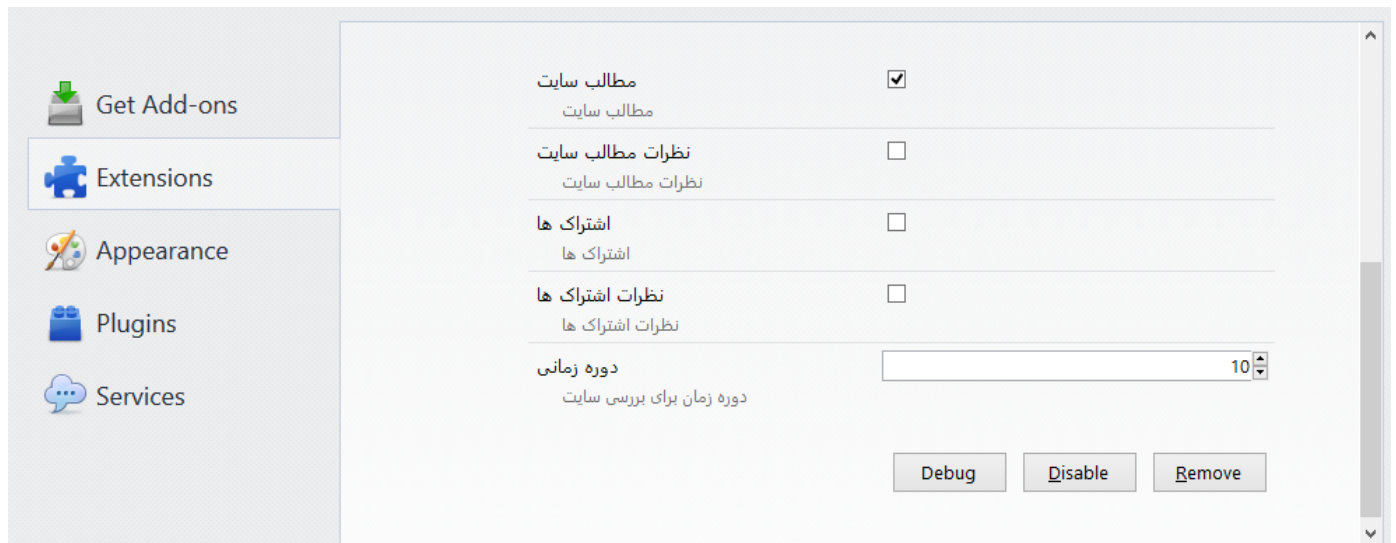 Get Add-ons
Extensions
Appearance
Plugins
Services
مطالب سایت
مطالب سایت
نظرات مطالب سایت
نظرات مطالب سایت
اشتراک ها
اشتراک ها
نظرات اشتراک ها
نظرات اشتراک ها
دوره زمانی
10
دوره زمان برای بررسی سایت
Debug Disable Remove